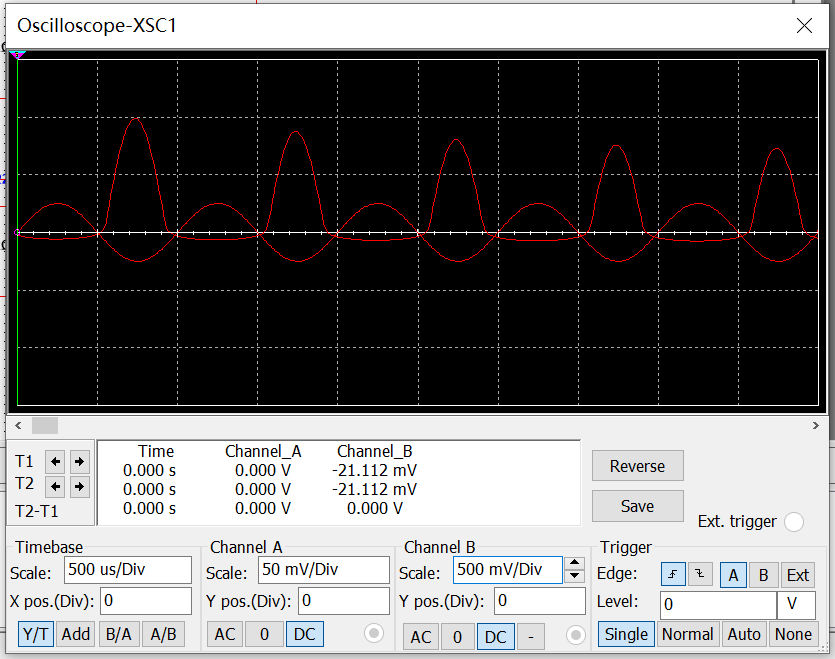 Oscilloscope-XSC1
Time Channel_A Channel_B
T1 0.000 s 0.000 V -21.112 mV
T2 0.000 s 0.000 V -21.112 mV
T2-T1 0.000 s 0.000 V 0.000 V
Reverse
Save
Ext. trigger
Timebase
Scale: 500 us/Div
X pos.(Div): 0
Y/T Add B/A A/B
Channel A
Scale: 50 mV/Div
Y pos.(Div): 0
AC 0 DC
Channel B
Scale: 500 mV/Div
Y pos.(Div): 0
AC 0 DC -
Trigger
Edge: A B Ext
Level: 0 V
Single Normal Auto None